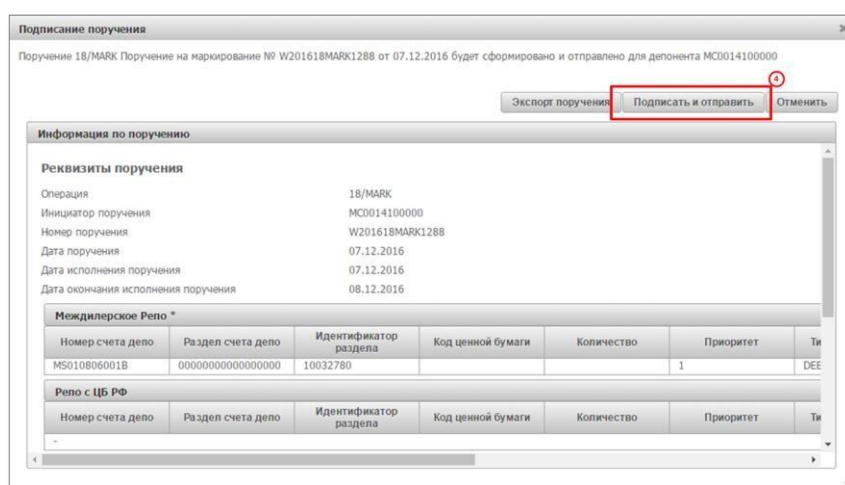 Подписание поручения
Поручение 18/MARK Поручение на маркирование № W201618MARK1288 от 07.12.2016 будет сформировано и отправлено для депонента MC0014100000
4
Экспорт поручения Подписать и отправить Отменить
Информация по поручению
Реквизиты поручения
Операция 18/MARK
Инициатор поручения MC0014100000
Номер поручения W201618MARK1288
Дата поручения 07.12.2016
Дата исполнения поручения 07.12.2016
Дата окончания исполнения поручения 08.12.2016
Междилерское Репо *
Номер счета депо Раздел счета депо Идентификатор раздела Код ценной бумаги Количество Приоритет Ти
MS010806001B 00000000000000000 10032780 1 DEE
Репо с ЦБ РФ
Номер счета депо Раздел счета депо Идентификатор раздела Код ценной бумаги Количество Приоритет Ти
-